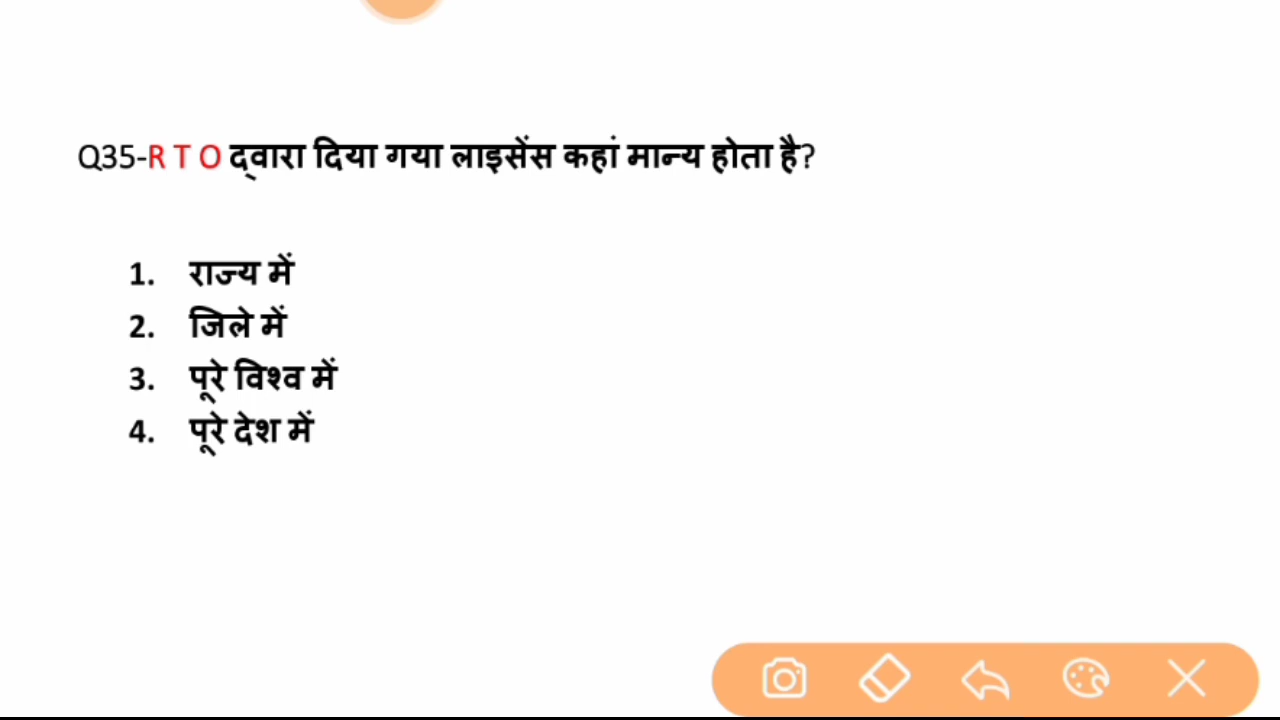 Q35-R T O द्वारा दिया गया लाइसेंस कहां मान्य होता है?
1. राज्य में
2. जिले में
3. पूरे विश्व में
4. पूरे देश में